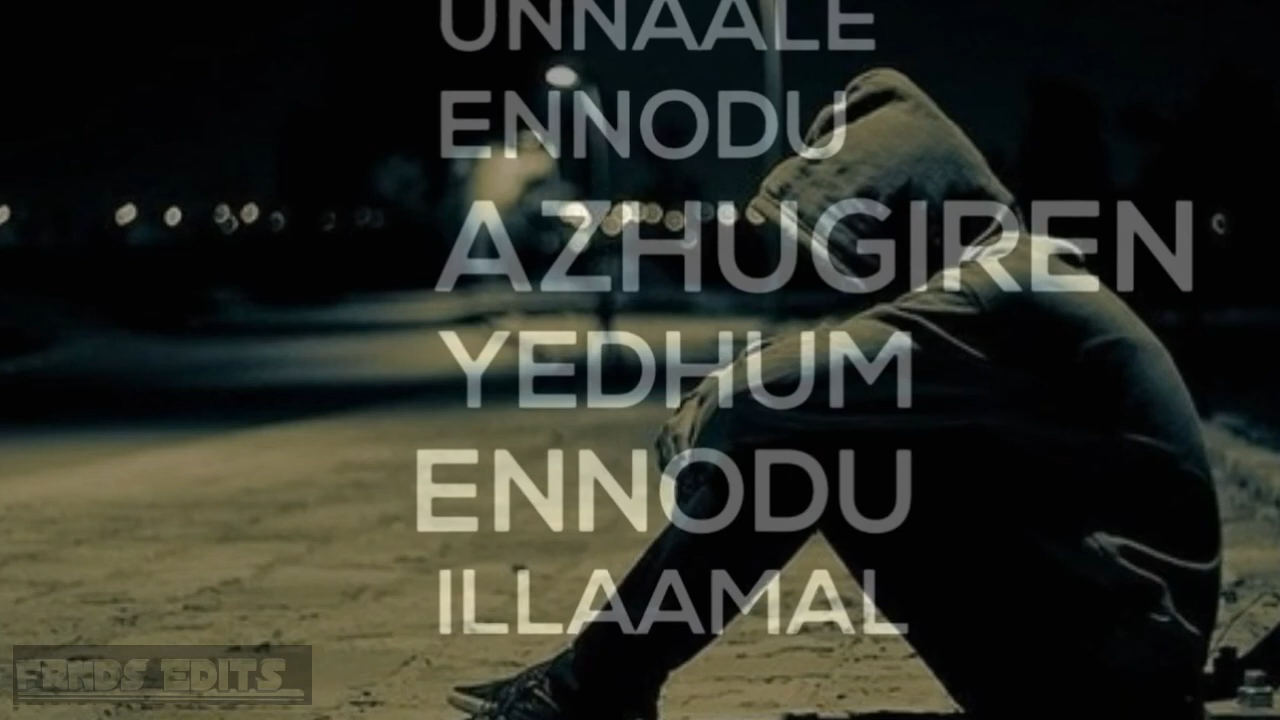 UNNAALE
ENNODU
AZHUGIREN
YEDHUM
ENNODU
ILLAAMAL
FRNDS EDITS